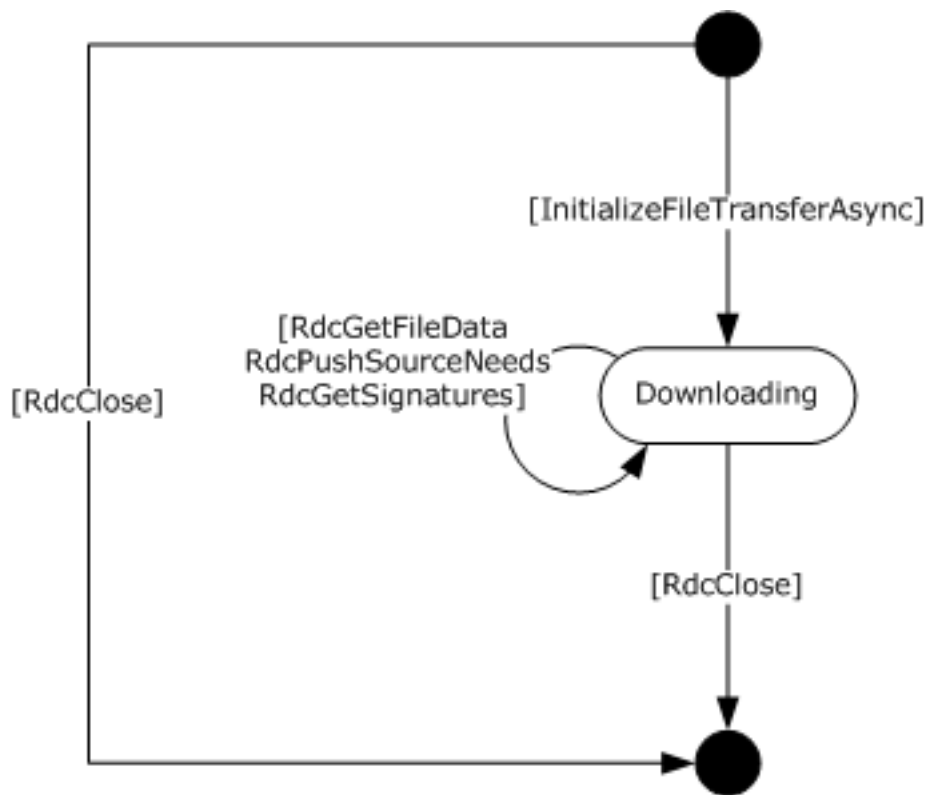 [InitializeFileTransferAsync]
[RdcGetFileData
RdcPushSourceNeeds
RdcGetSignatures]
Downloading
[RdcClose]
[RdcClose]